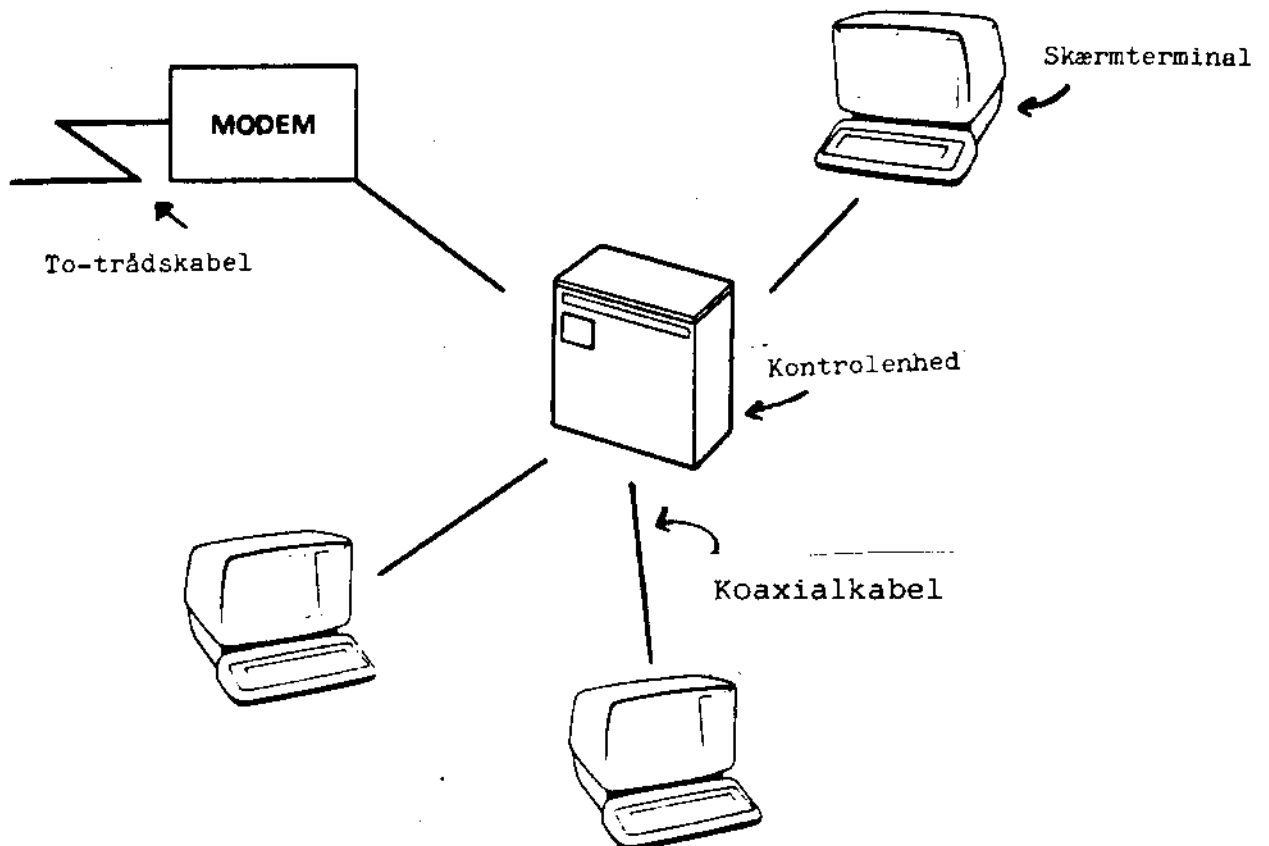 Skærmterminal
MODEM
To-trådskabel
Kontrolenhed
Koaxialkabel